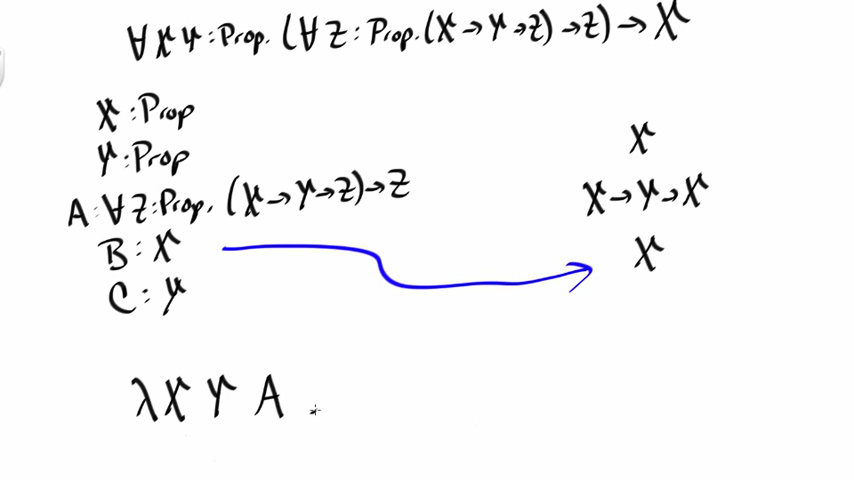 ∀ X Y : Prop. (∀ Z : Prop. (X → Y → Z) → Z) → X
X : Prop
Y : Prop
X
A : ∀ Z : Prop. (X → Y → Z) → Z
X → Y → X
B : X
X
C : Y
λ X Y A